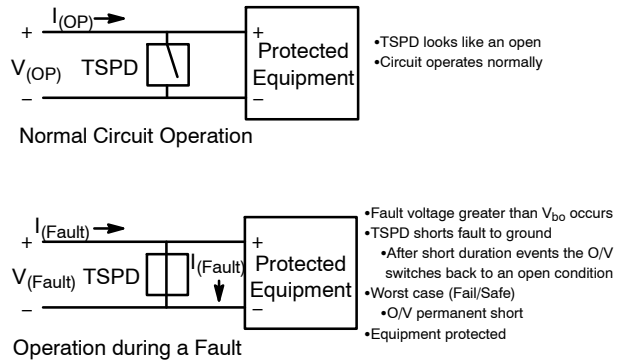 I(OP)
+ +
V(OP) TSPD Protected Equipment
− −
•TSPD looks like an open
•Circuit operates normally
Normal Circuit Operation
I(Fault)
+ +
V(Fault) TSPD I(Fault) Protected Equipment
− −
•Fault voltage greater than Vbo occurs
•TSPD shorts fault to ground
•After short duration events the O/V
switches back to an open condition
•Worst case (Fail/Safe)
•O/V permanent short
•Equipment protected
Operation during a Fault